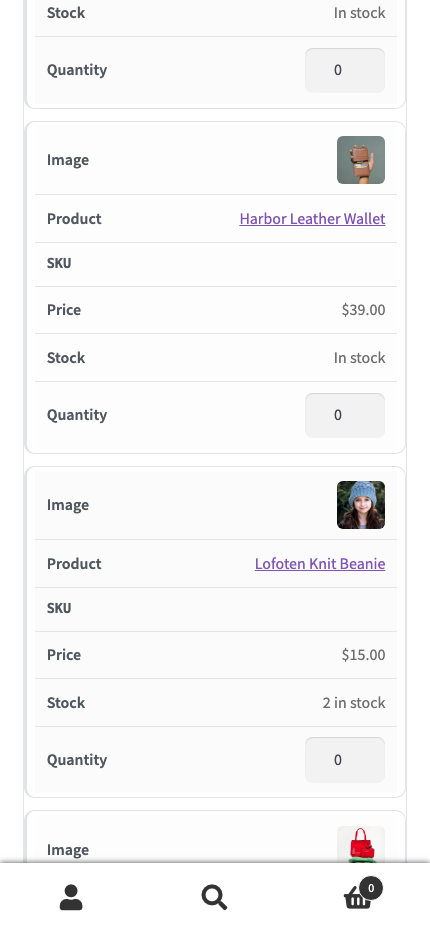 Stock In stock
Quantity 0
Image
Product Harbor Leather Wallet
SKU
Price $39.00
Stock In stock
Quantity 0
Image
Product Lofoten Knit Beanie
SKU
Price $15.00
Stock 2 in stock
Quantity 0
Image
0